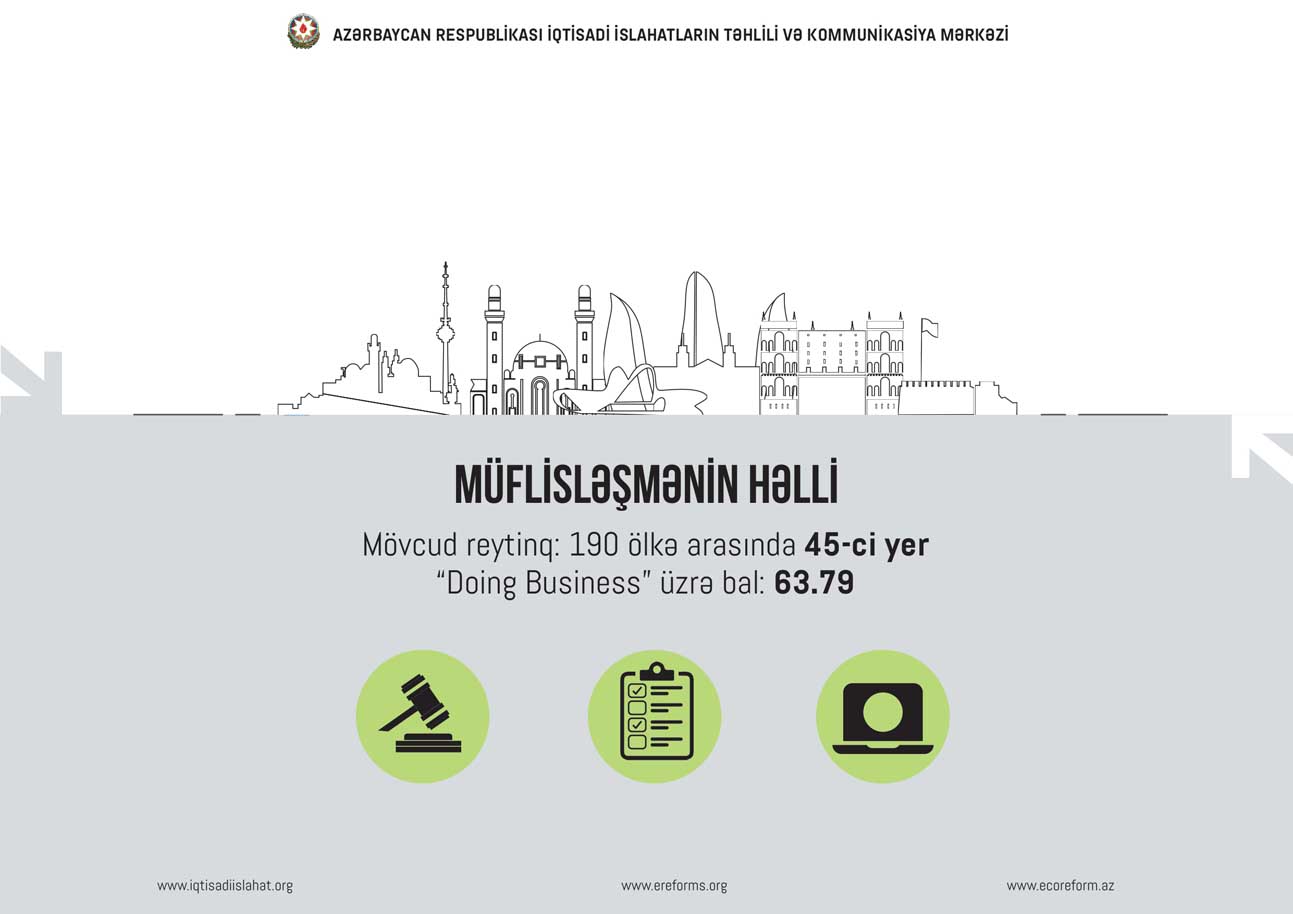 AZƏRBAYCAN RESPUBLİKASI İQTİSADİ İSLAHATLARIN TƏHLİLİ VƏ KOMMUNİKASİYA MƏRKƏZİ
MÜFLİSLƏŞMƏNİN HƏLLİ
Mövcud reytinq: 190 ölkə arasında 45-ci yer
“Doing Business” üzrə bal: 63.79
www.iqtisadiislahat.org www.ereforms.org www.ecoreform.az